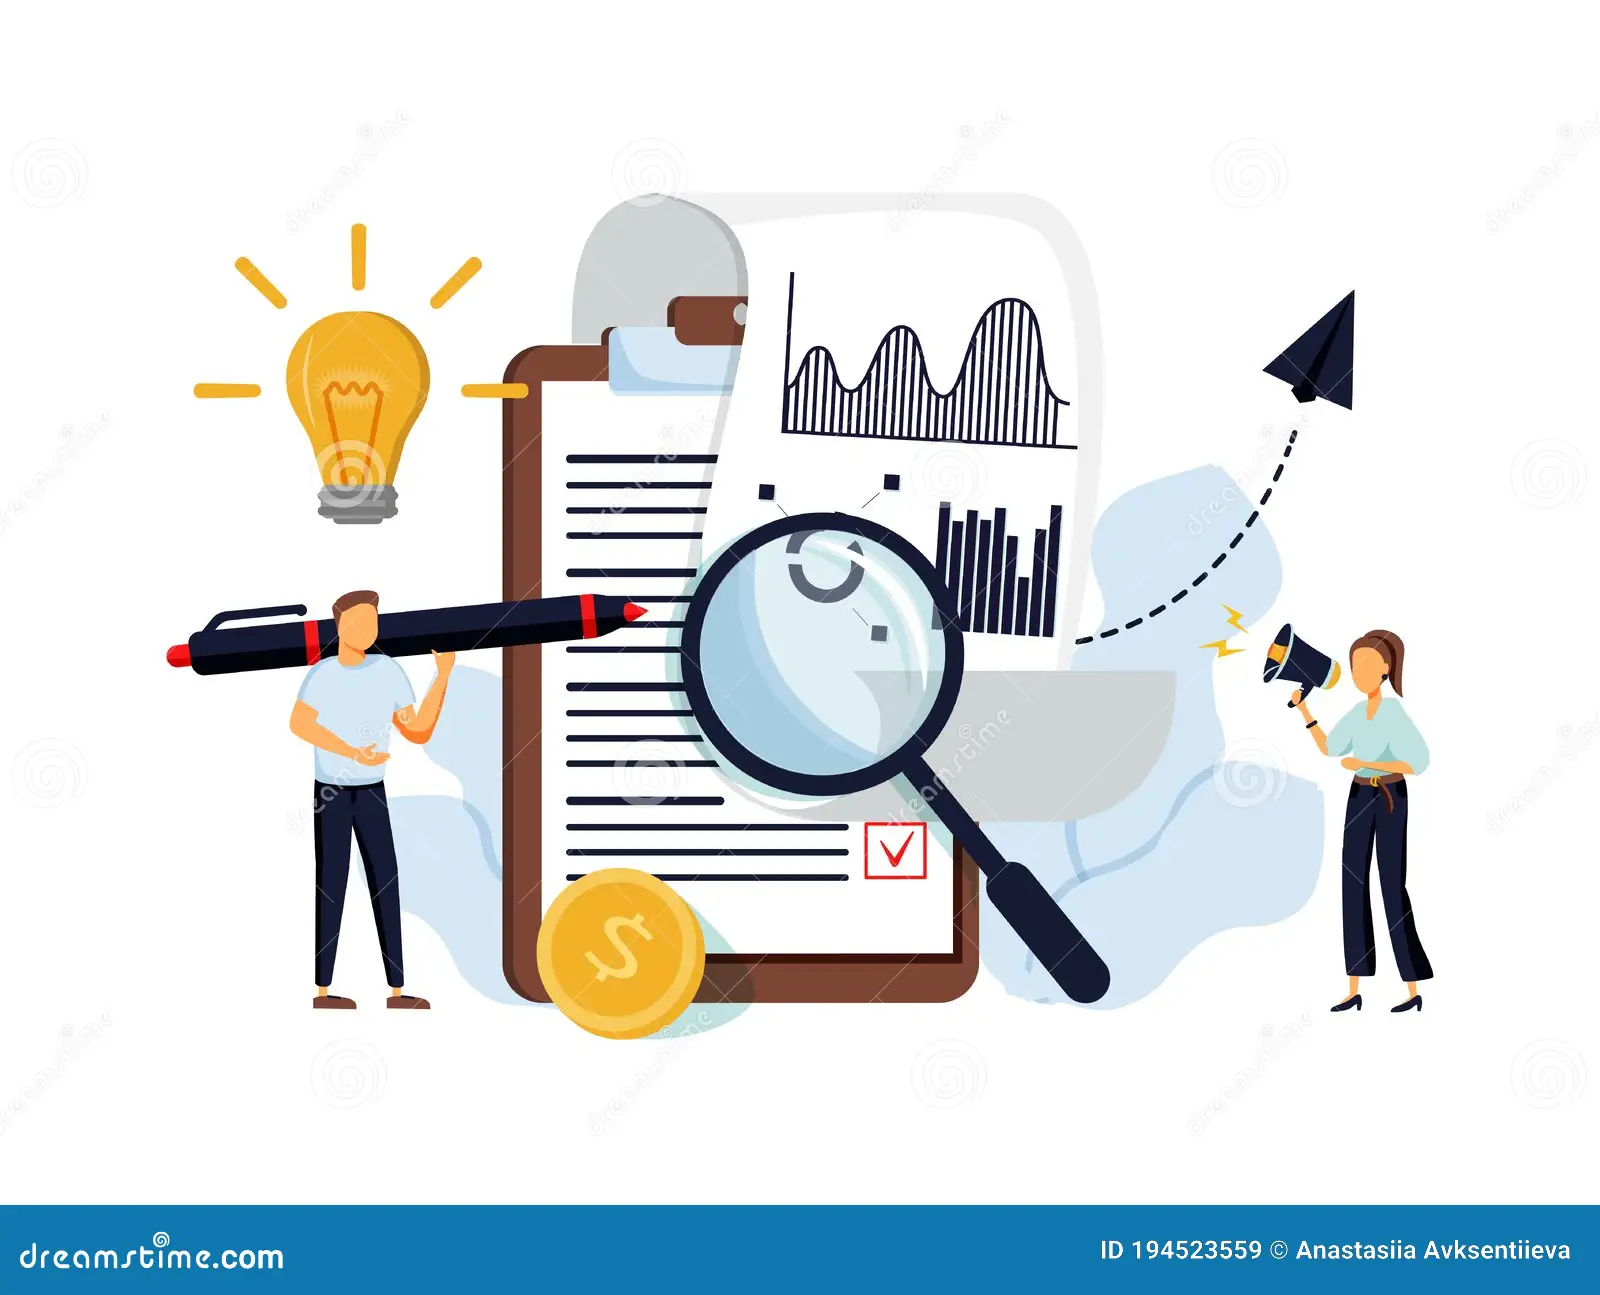 $
dreamstime.com
ID 194523559 © Anastasiia Avksentiieva